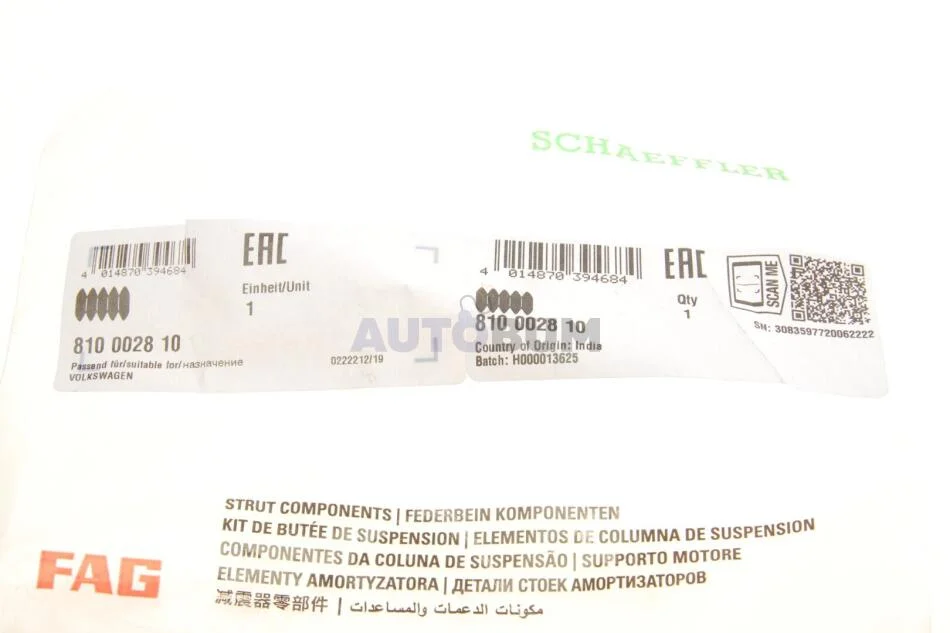 SCHAEFFLER
4 014870 394684
EAC
Einheit/Unit
1
810 0028 10
Passend für/suitable for/назначение
VOLKSWAGEN
0222212/19
4 014870 394684
EAC
Qty
1
SCAN ME
SN: 3083597720062222
810 0028 10
Country of Origin: India
Batch: H000013625
AUTOBUM
STRUT COMPONENTS | FEDERBEIN KOMPONENTEN
KIT DE BUTÉE DE SUSPENSION | ELEMENTOS DE COLUMNA DE SUSPENSION
COMPONENTES DA COLUNA DE SUSPENSÃO | SUPPORTO MOTORE
ELEMENTY AMORTYZATORA | ДЕТАЛИ СТОЕК АМОРТИЗАТОРОВ
减震器零部件 | مكونات الدعمات والمساعدات
FAG